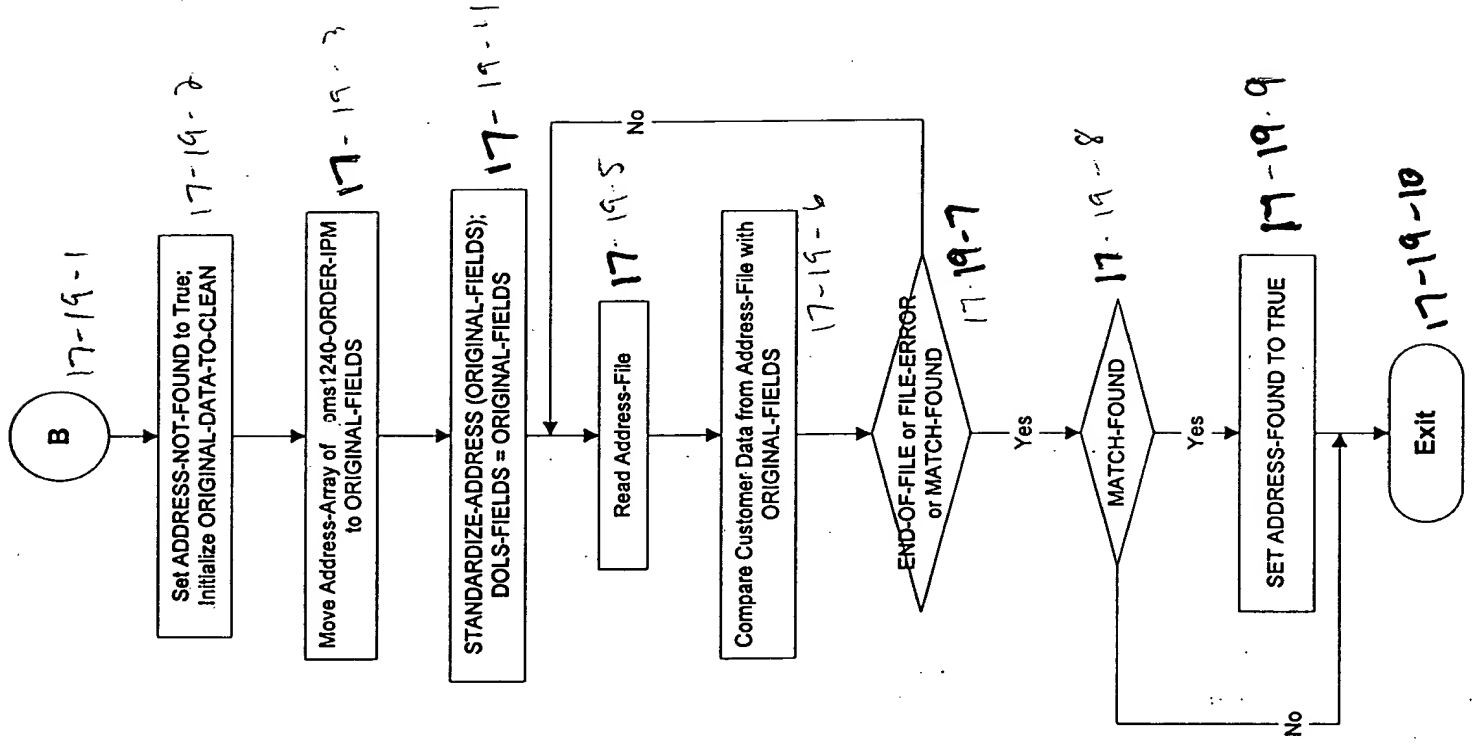 B
17-19-1
Set ADDRESS-NOT-FOUND to True;
Initialize ORIGINAL-DATA-TO-CLEAN
17-19-2
Move Address-Array of oms1240-ORDER-IPM
to ORIGINAL-FIELDS
17-19-3
STANDARDIZE-ADDRESS (ORIGINAL-FIELDS);
DOLS-FIELDS = ORIGINAL-FIELDS
Read Address-File
17-19-5
No
Compare Customer Data from Address-File with
ORIGINAL-FIELDS
17-19-6
END-OF-FILE or FILE-ERROR
or MATCH-FOUND
17-19-7
Yes
MATCH-FOUND
17-19-8
Yes
SET ADDRESS-FOUND TO TRUE
17-19-9
No
Exit
17-19-10